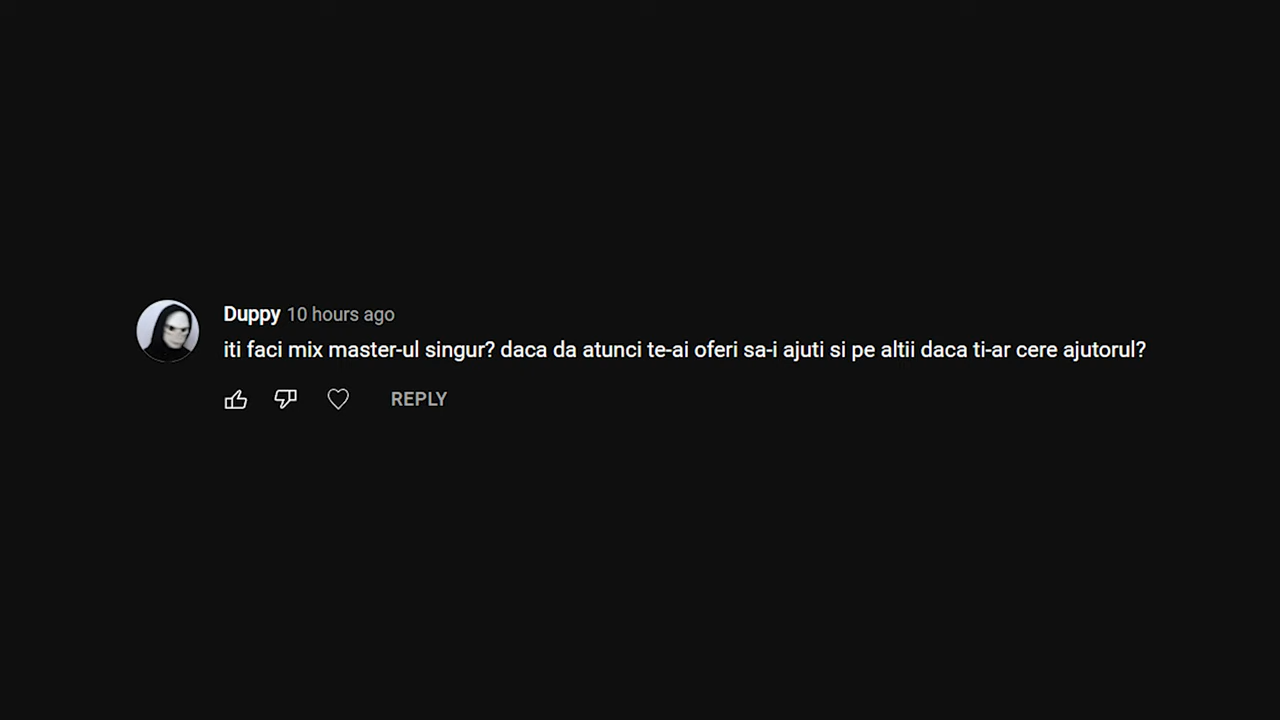 Duppy 10 hours ago
iti faci mix master-ul singur? daca da atunci te-ai oferi sa-i ajuti si pe altii daca ti-ar cere ajutorul?
REPLY